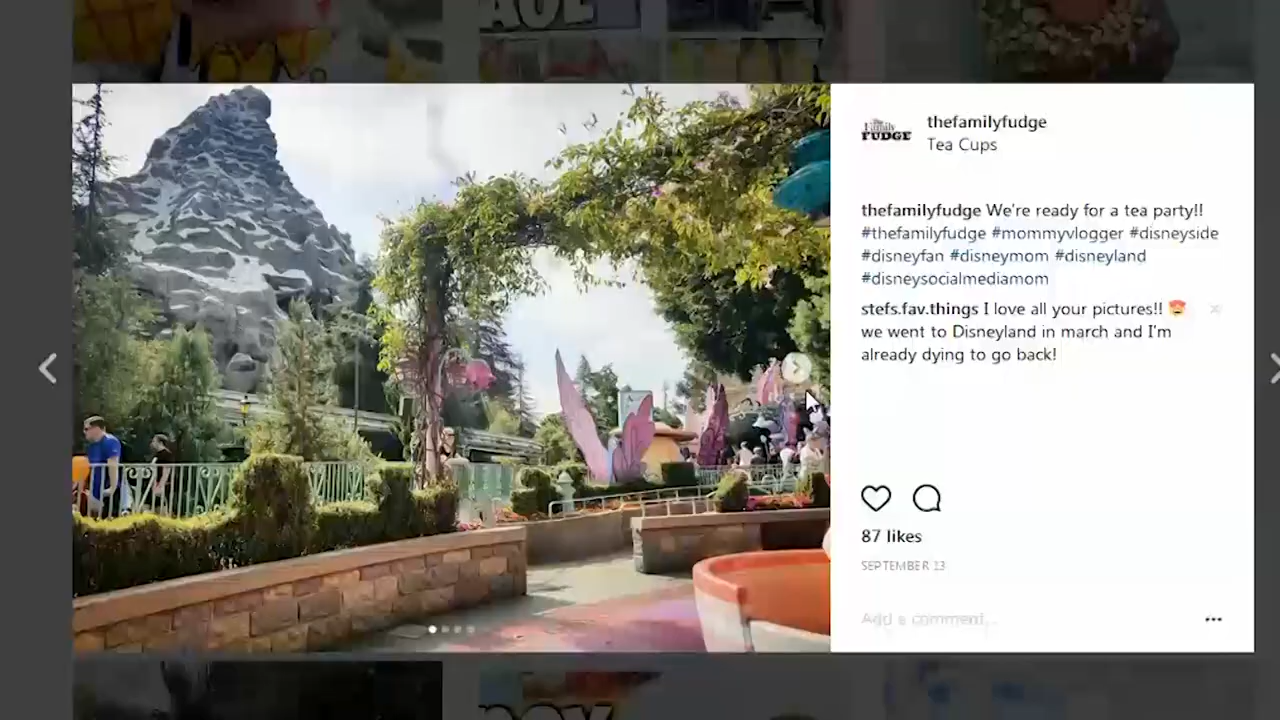 The
Family
FUDGE
thefamilyfudge
Tea Cups
thefamilyfudge We're ready for a tea party!!
#thefamilyfudge #mommyvlogger #disneyside
#disneyfan #disneymom #disneyland
#disneysocialmediamom
stefs.fav.things I love all your pictures!!
we went to Disneyland in march and I'm
already dying to go back!
87 likes
SEPTEMBER 13
Add a comment...